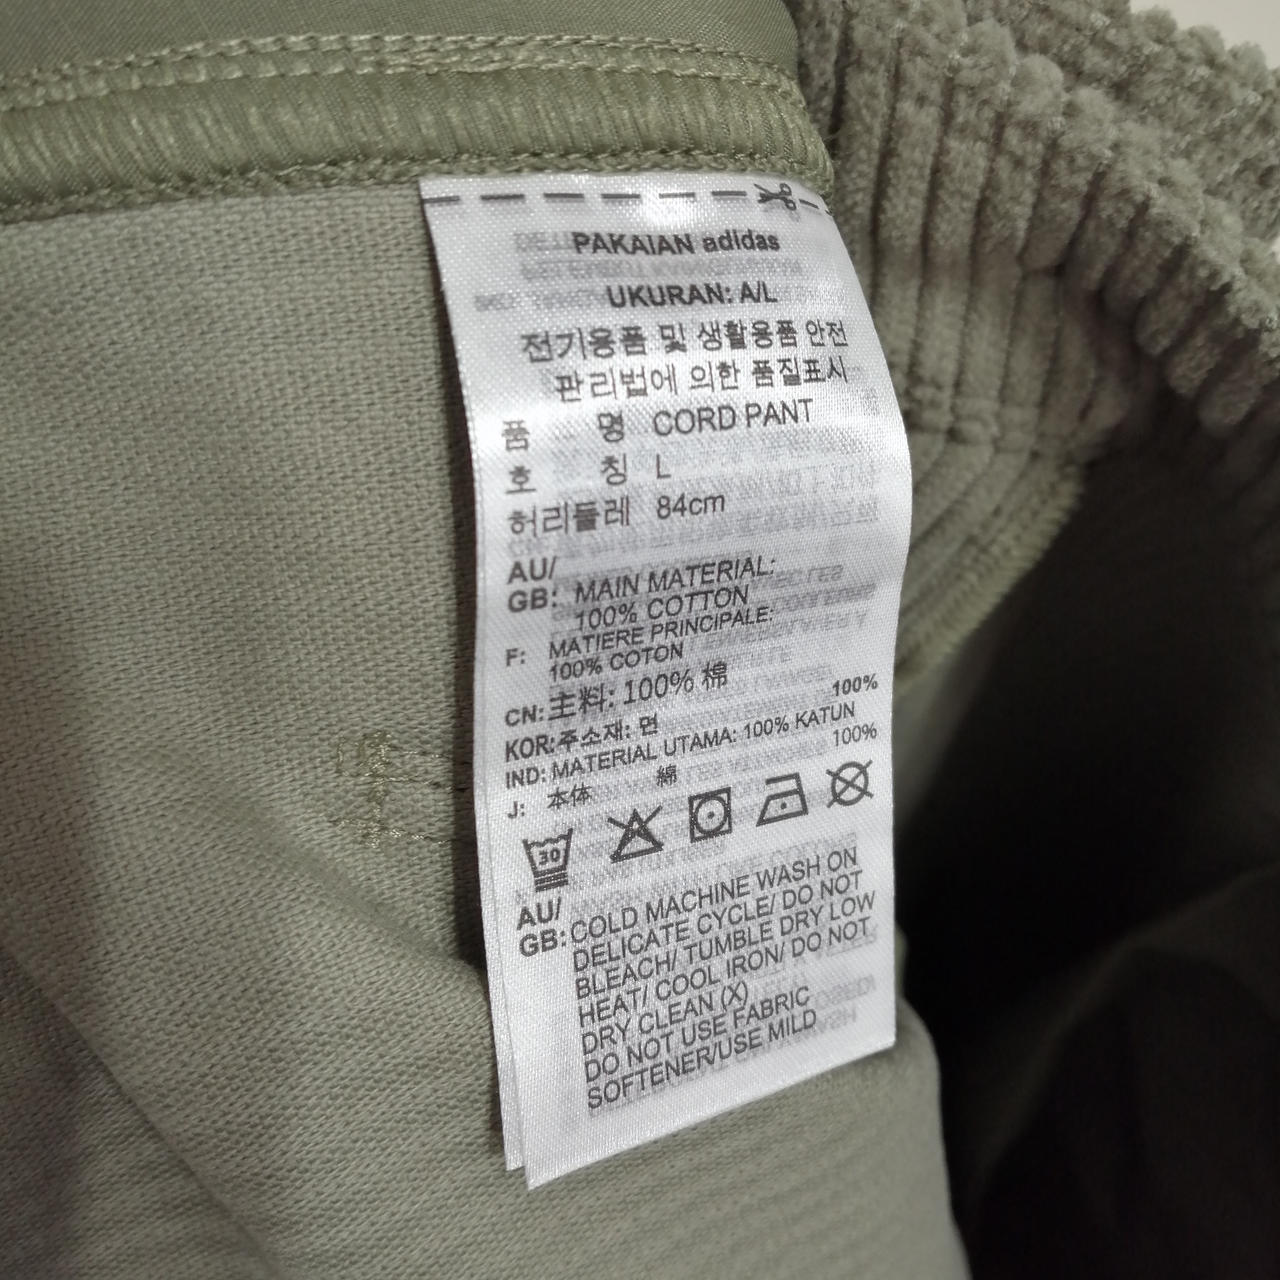 PAKAIAN adidas
UKURAN: A/L
전기용품 및 생활용품 안전
관리법에 의한 품질표시
품 명 CORD PANT
호 칭 L
허리둘레 84cm
AU/
GB: MAIN MATERIAL:
100% COTTON
F: MATIERE PRINCIPALE:
100% COTON
CN: 主料: 100% 棉
KOR: 주소재: 면 100%
IND: MATERIAL UTAMA: 100% KATUN
J: 本体 綿 100%
30
AU/
GB: COLD MACHINE WASH ON
DELICATE CYCLE/ DO NOT
BLEACH/ TUMBLE DRY LOW
HEAT/ COOL IRON/ DO NOT
DRY CLEAN (X)
DO NOT USE FABRIC
SOFTENER/USE MILD